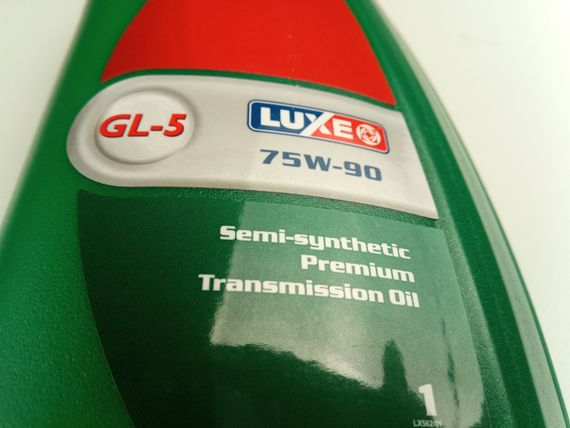 GL-5
LUXE
75W-90
Semi-synthetic
Premium
Transmission Oil
1